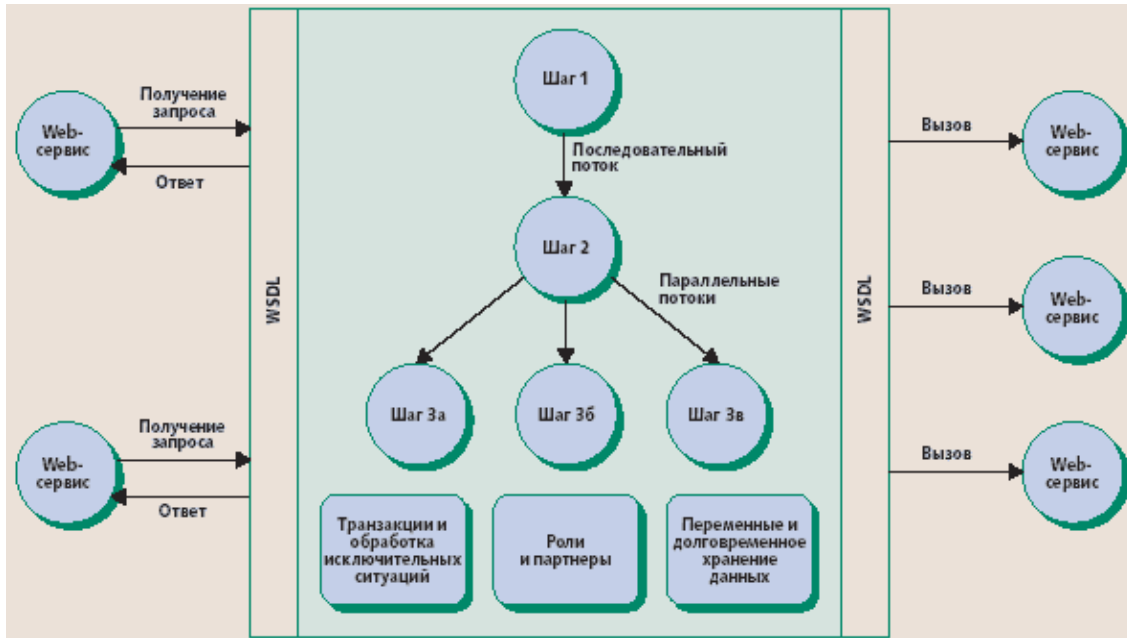 Web-
сервис
Получение
запроса
Ответ
Web-
сервис
Получение
запроса
Ответ
WSDL
Шаг 1
Последовательный
поток
Шаг 2
Параллельные
потоки
Шаг 3а
Шаг 3б
Шаг 3в
Транзакции и
обработка
исключительных
ситуаций
Роли
и партнеры
Переменные и
долговременное
хранение
данных
WSDL
Вызов
Web-
сервис
Вызов
Web-
сервис
Вызов
Web-
сервис